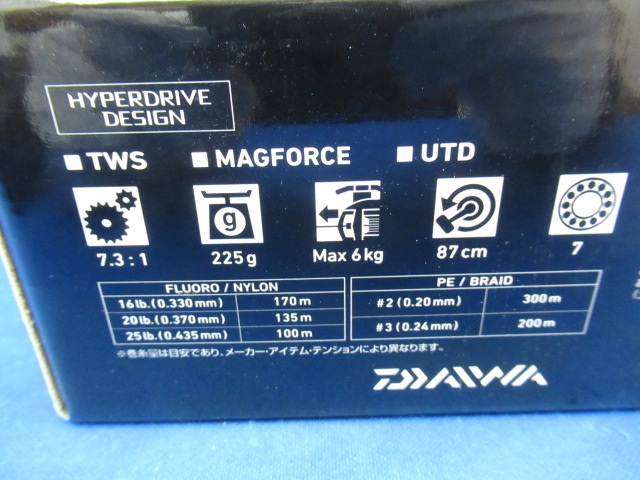 HYPERDRIVE
DESIGN
■ TWS ■ MAGFORCE ■ UTD
g
7.3 : 1 225g Max 6kg 87cm 7
FLUORO / NYLON
16lb. (0.330mm) 170m
20lb. (0.370mm) 135m
25lb. (0.435mm) 100m
PE / BRAID
#2 (0.20mm) 300m
#3 (0.24mm) 200m
※巻糸量は目安であり、メーカー・アイテム・テンションにより異なります。
DAIWA